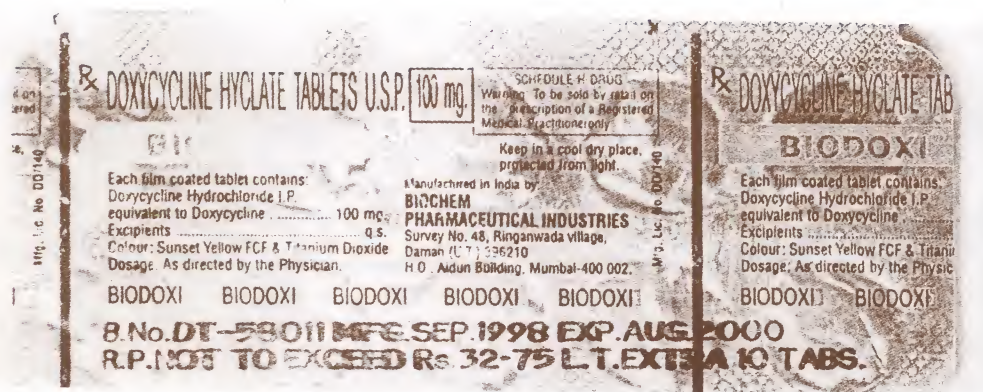 Rx DOXYCYCLINE HYCLATE TABLETS U.S.P. 100 mg.
SCHEDULE H DRUG
Warning. To be sold by retail on
the prescription of a Registered
Medical Practitioner only
Keep in a cool dry place,
protected from light.
Each film coated tablet contains:
Doxycycline Hydrochloride I.P.
equivalent to Doxycycline ............... 100 mg.
Excipients ............... q.s.
Colour: Sunset Yellow FCF & Titanium Dioxide
Dosage. As directed by the Physician.
Manufactured in India by:
BIOCHEM
PHARMACEUTICAL INDUSTRIES
Survey No. 48, Ringanwada village,
Daman (U.T.) 396210
H.O. Aidun Building, Mumbai-400 002.
Mfg. Lic. No. DD/140
BIODOXI BIODOXI BIODOXI BIODOXI BIODOXI
Rx DOXYCYCLINE HYCLATE TAB
BIODOXI
Each film coated tablet contains:
Doxycycline Hydrochloride I.P.
equivalent to Doxycycline
Excipients
Colour: Sunset Yellow FCF & Titani
Dosage: As directed by the Physic
BIODOXI BIODOXI
Mfg. Lic. No DD/140
B.No.DT-58011 MFG.SEP.1998 EXP.AUG.2000
R.P.NOT TO EXCEED Rs.32-75 L.T.EXTRA 10 TABS.